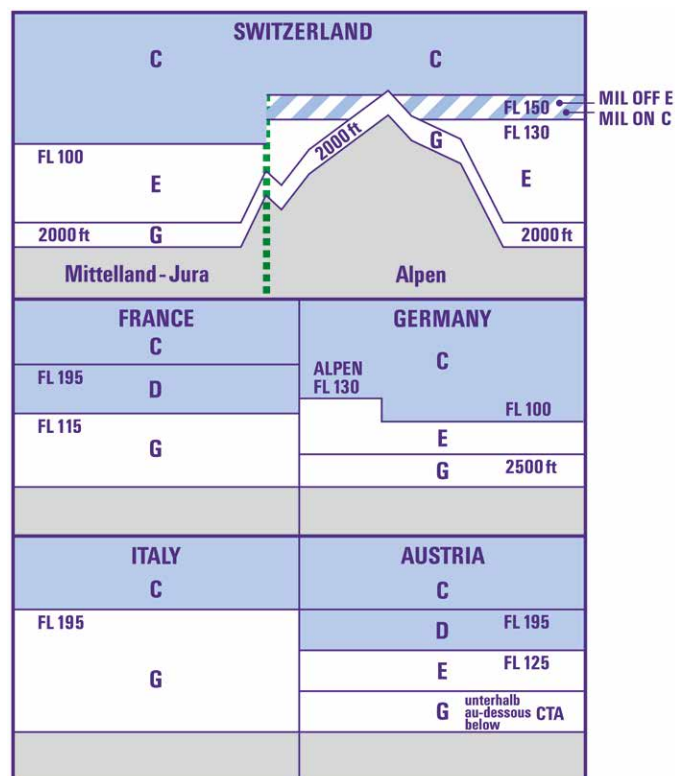 SWITZERLAND
C C
FL 150 MIL OFF E
MIL ON C
FL 100 2000 ft G FL 130
E E
2000 ft G 2000 ft
Mittelland - Jura Alpen
FRANCE
C
FL 195
D
FL 115
G
GERMANY
C
ALPEN
FL 130
FL 100
E
G 2500 ft
ITALY
C
FL 195
G
AUSTRIA
C
D FL 195
E FL 125
G unterhalb
au-dessous CTA
below